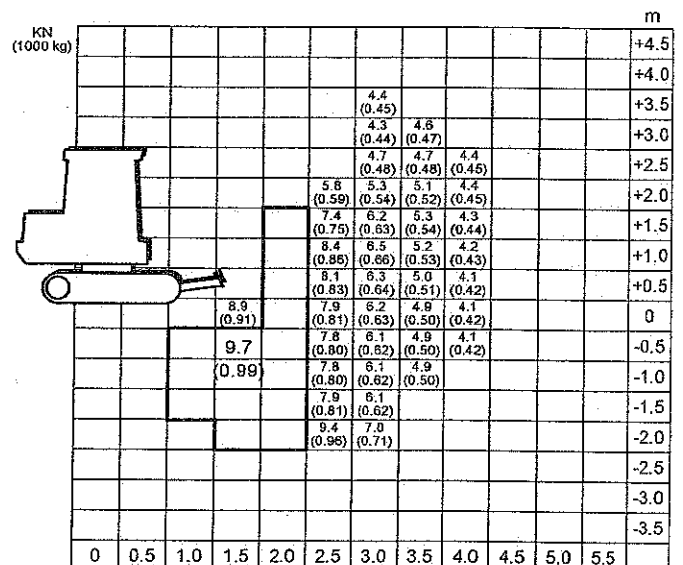 m
KN
(1000 kg)
+4.5
+4.0
4.4
(0.45)
+3.5
4.3 4.6
(0.44) (0.47)
+3.0
4.7 4.7 4.4
(0.48) (0.48) (0.45)
+2.5
5.8 5.3 5.1 4.4
(0.59) (0.54) (0.52) (0.45)
+2.0
7.4 6.2 5.3 4.3
(0.75) (0.63) (0.54) (0.44)
+1.5
8.4 6.5 5.2 4.2
(0.86) (0.66) (0.53) (0.43)
+1.0
8.1 6.3 5.0 4.1
(0.83) (0.64) (0.51) (0.42)
+0.5
8.9 7.9 6.2 4.9 4.1
(0.91) (0.81) (0.63) (0.50) (0.42)
0
9.7
(0.99)
7.8 6.1 4.9 4.1
(0.80) (0.62) (0.50) (0.42)
-0.5
7.8 6.1 4.9
(0.80) (0.62) (0.50)
-1.0
7.9 6.1
(0.81) (0.62)
-1.5
9.4 7.0
(0.96) (0.71)
-2.0
-2.5
-3.0
-3.5
0 0.5 1.0 1.5 2.0 2.5 3.0 3.5 4.0 4.5 5,0 5.5